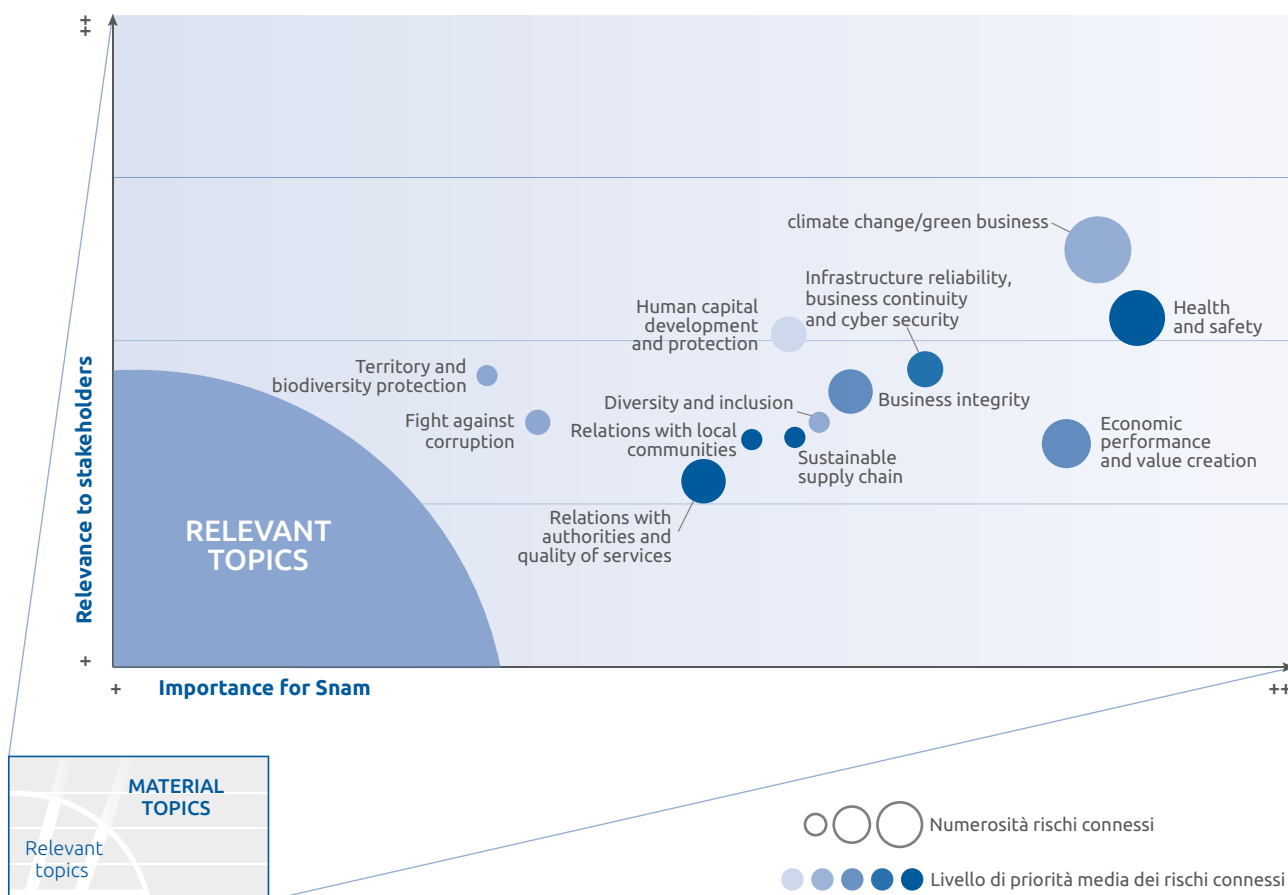 ++
climate change/green business
Infrastructure reliability,
business continuity
and cyber security
Human capital
development
and protection
Health
and safety
Territory and
biodiversity protection
Diversity and inclusion
Business integrity
Fight against
corruption
Relations with local
communities
Sustainable
supply chain
Economic
performance
and value creation
Relations with
authorities and
quality of services
RELEVANT
TOPICS
Relevance to stakeholders
+
+
Importance for Snam
++
MATERIAL
TOPICS
Relevant
topics
Numerosità rischi connessi
Livello di priorità media dei rischi connessi